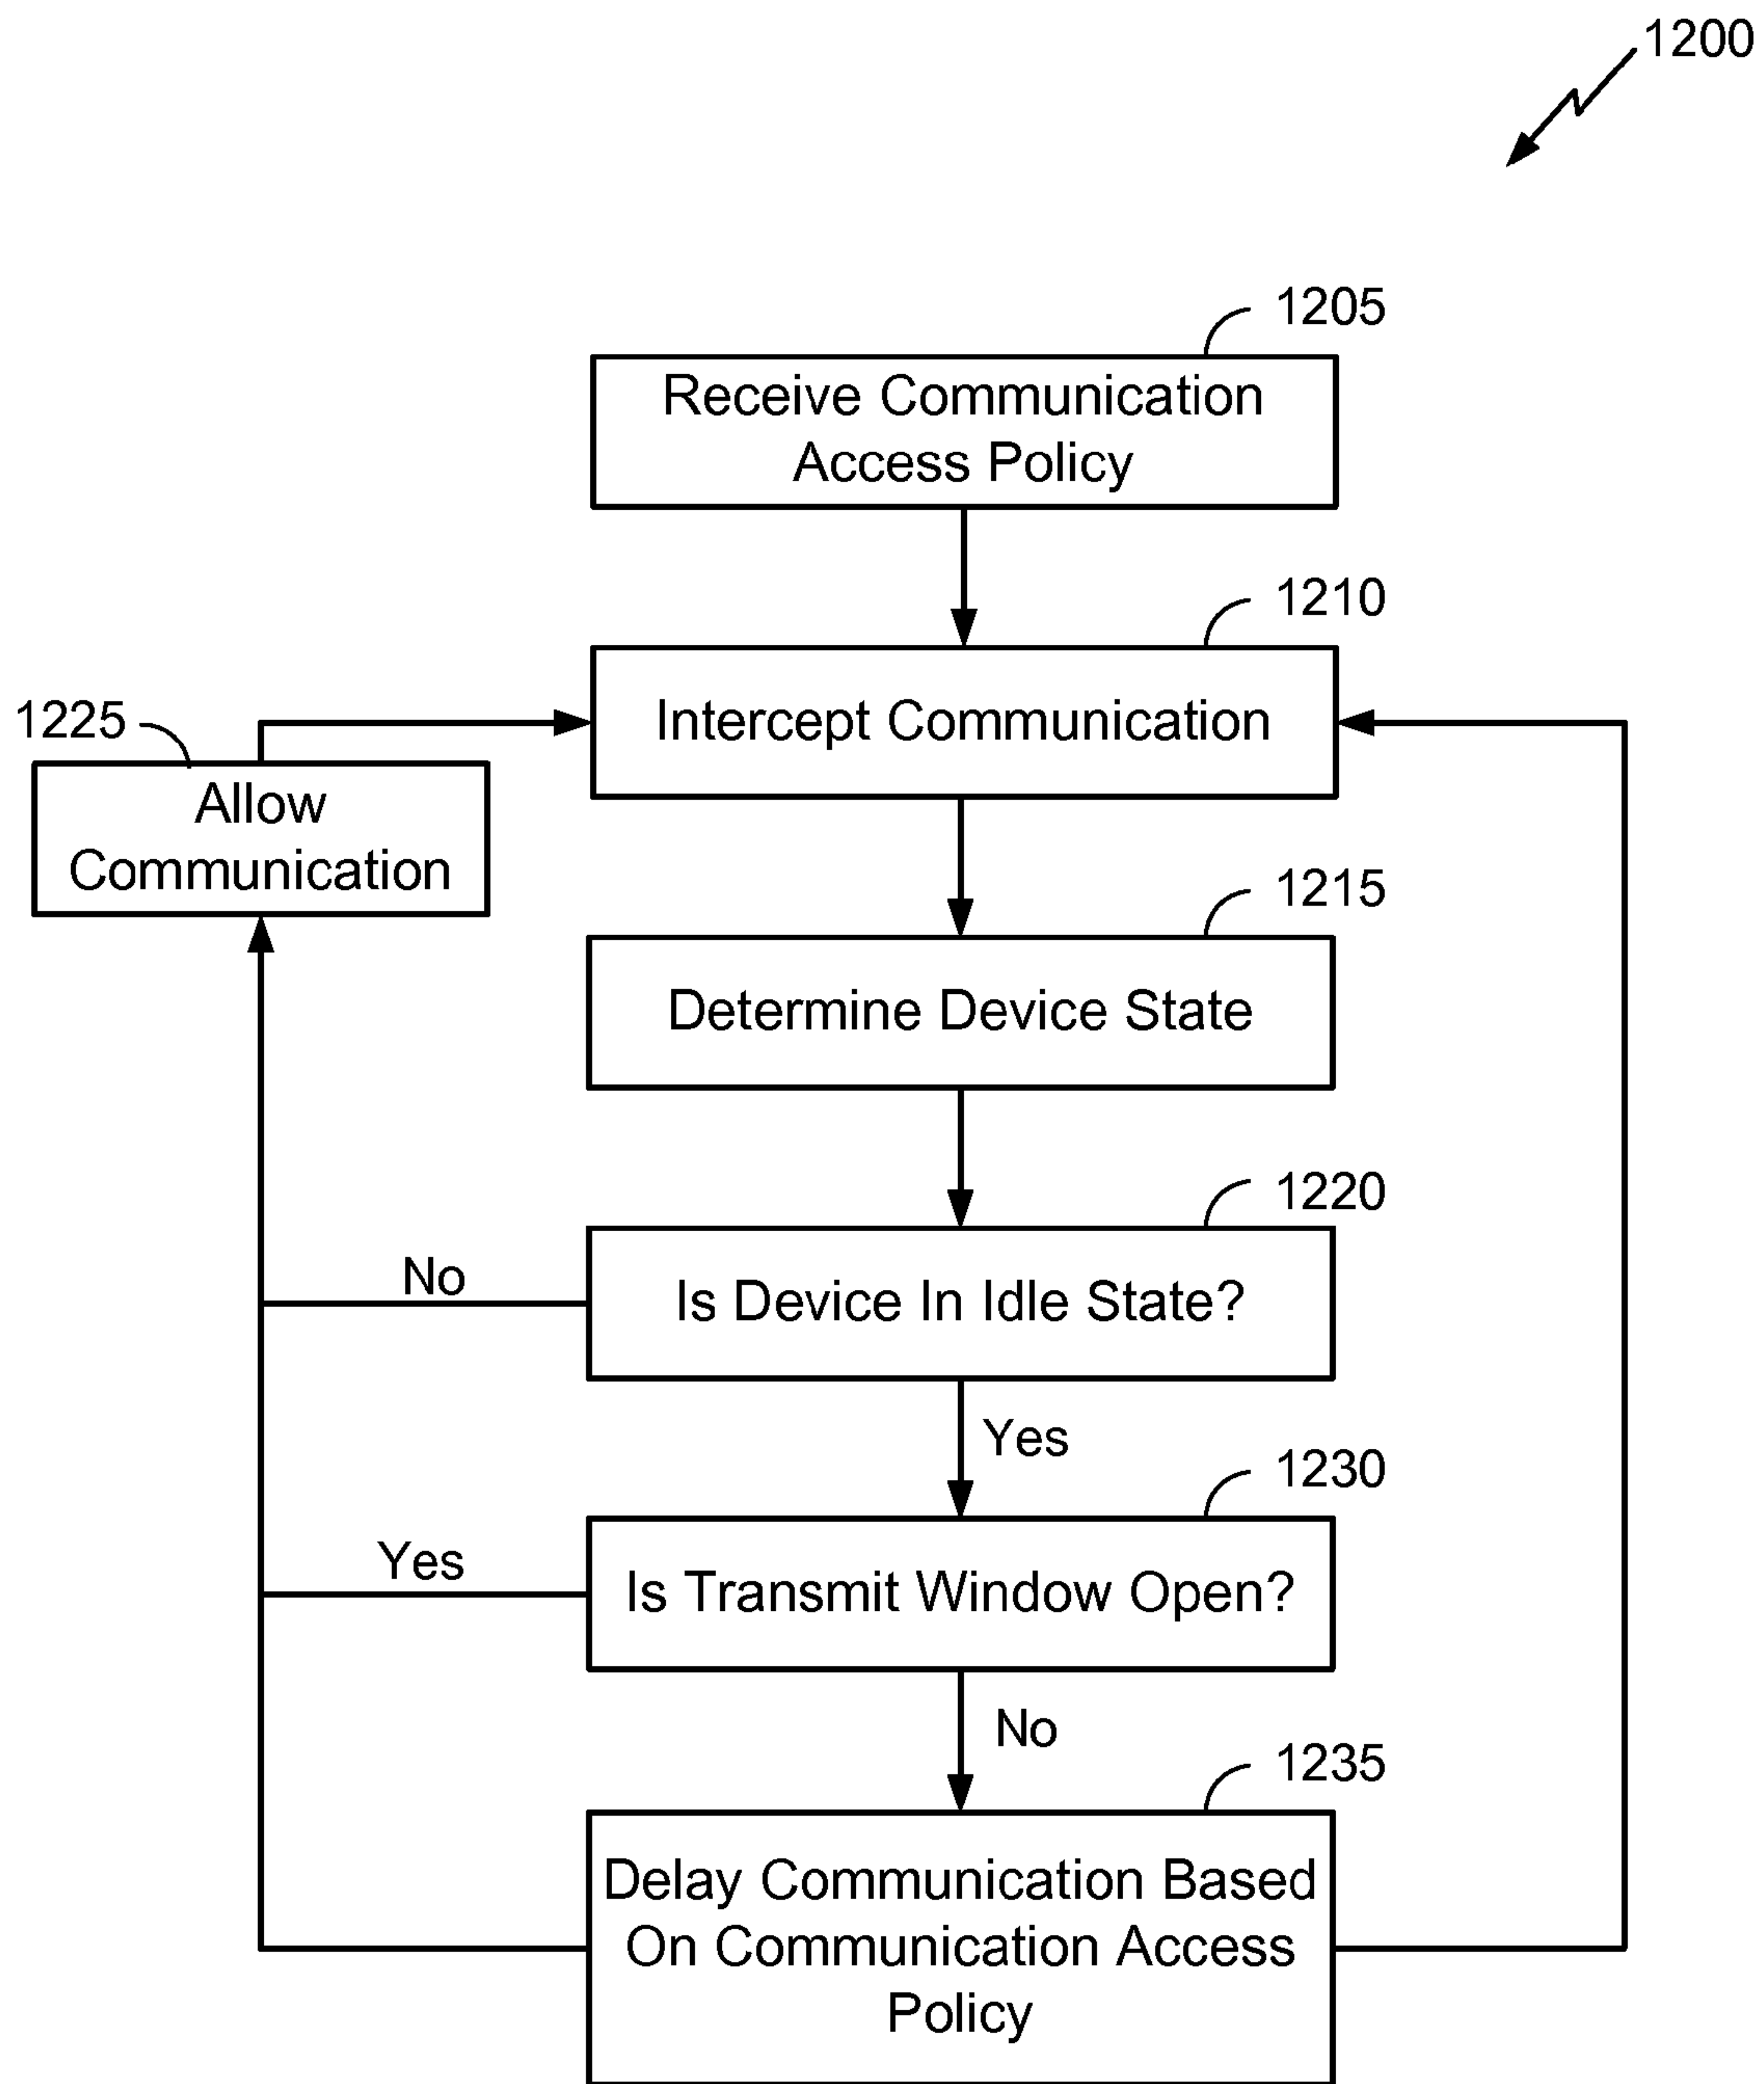 1200
1205
Receive Communication
Access Policy
1210
Intercept Communication
1225
Allow
Communication
1215
Determine Device State
1220
Is Device In Idle State?
No
Yes
1230
Is Transmit Window Open?
Yes
No
1235
Delay Communication Based
On Communication Access
Policy